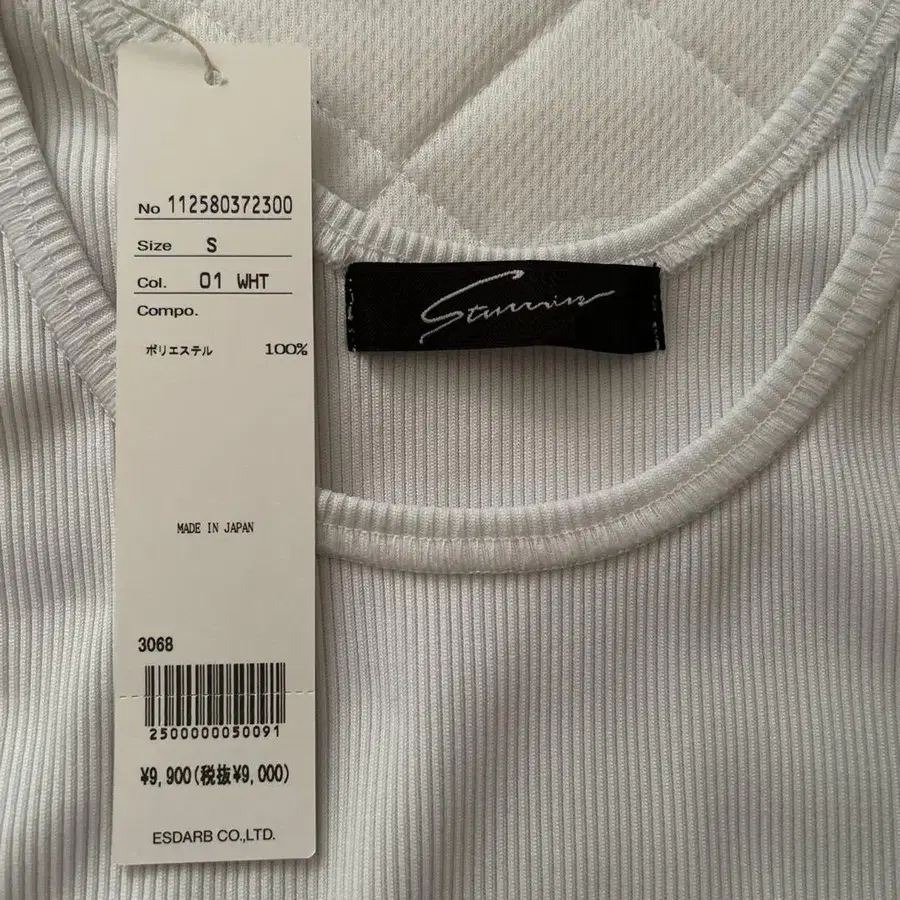 No 112580372300
Size S
Col. 01 WHT
Compo.
ポリエステル 100%
MADE IN JAPAN
3068
2500000050091
¥9,900(税抜¥9,000)
ESDARB CO.,LTD.